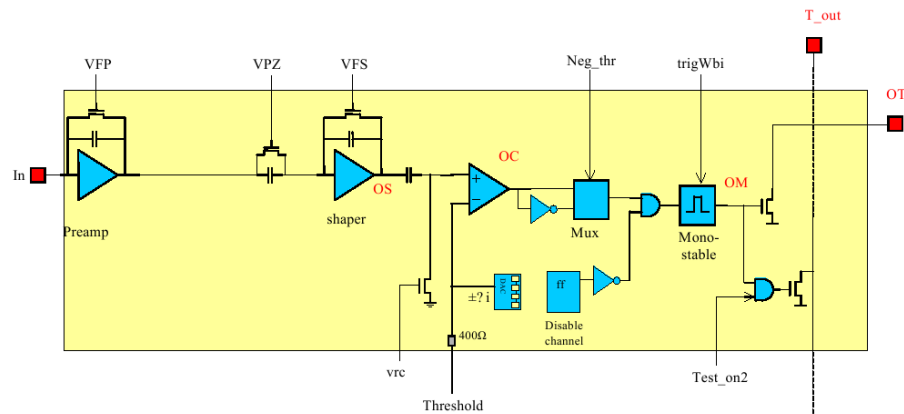 T_out
VFP
VPZ
VFS
Neg_thr
trigWbi
OT
In
OC
OS
OM
+
−
shaper
Preamp
Mux
Mono-
stable
ff
DAC
±? i
Disable
channel
400Ω
vrc
Threshold
Test_on2